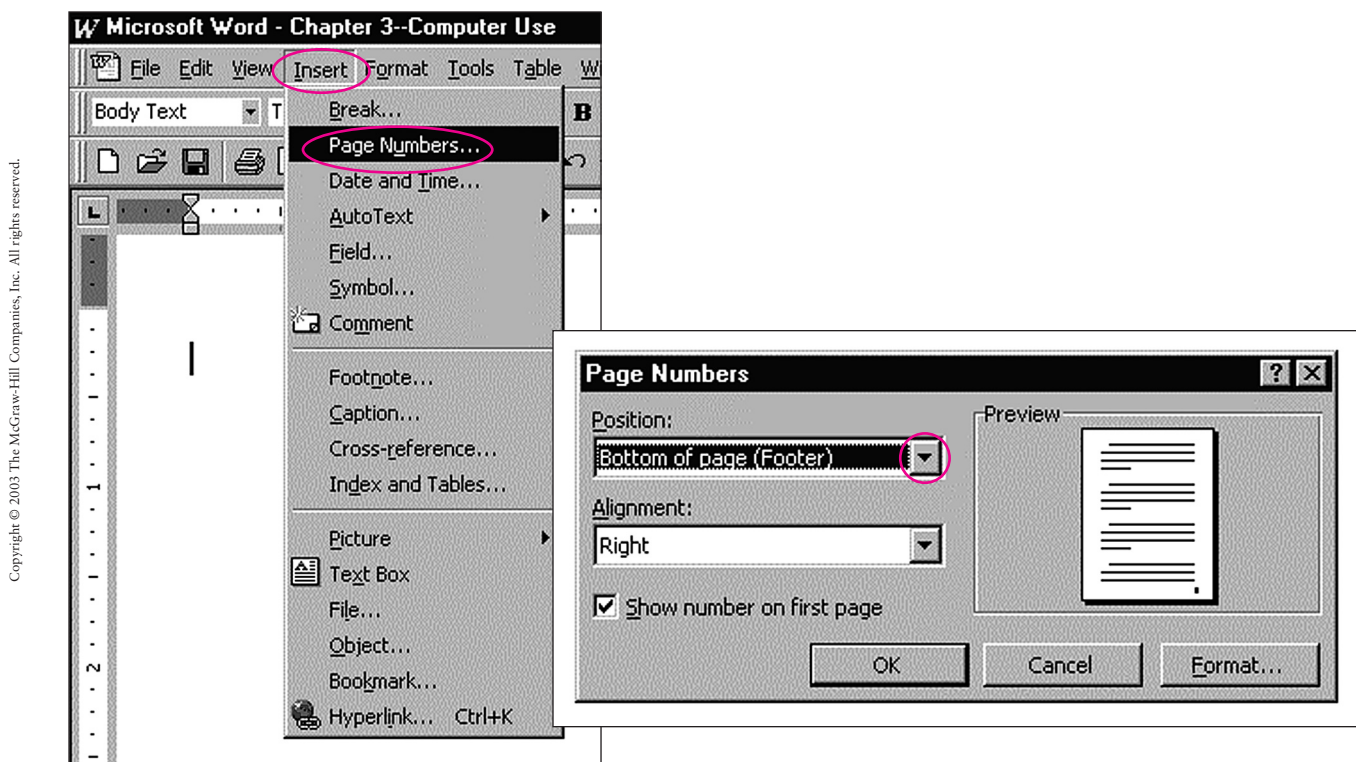 Copyright © 2003 The McGraw-Hill Companies, Inc. All rights reserved.
W Microsoft Word - Chapter 3--Computer Use
File Edit View Insert Format Tools Table W
Body Text T B
Break...
Page Numbers...
Date and Time...
AutoText
Field...
Symbol...
Comment
Footnote...
Caption...
Cross-reference...
Index and Tables...
Picture
Text Box
File...
Object...
Bookmark...
Hyperlink... Ctrl+K
1
2
Page Numbers
Position:
Bottom of page (Footer)
Alignment:
Right
Show number on first page
Preview
OK Cancel Format...